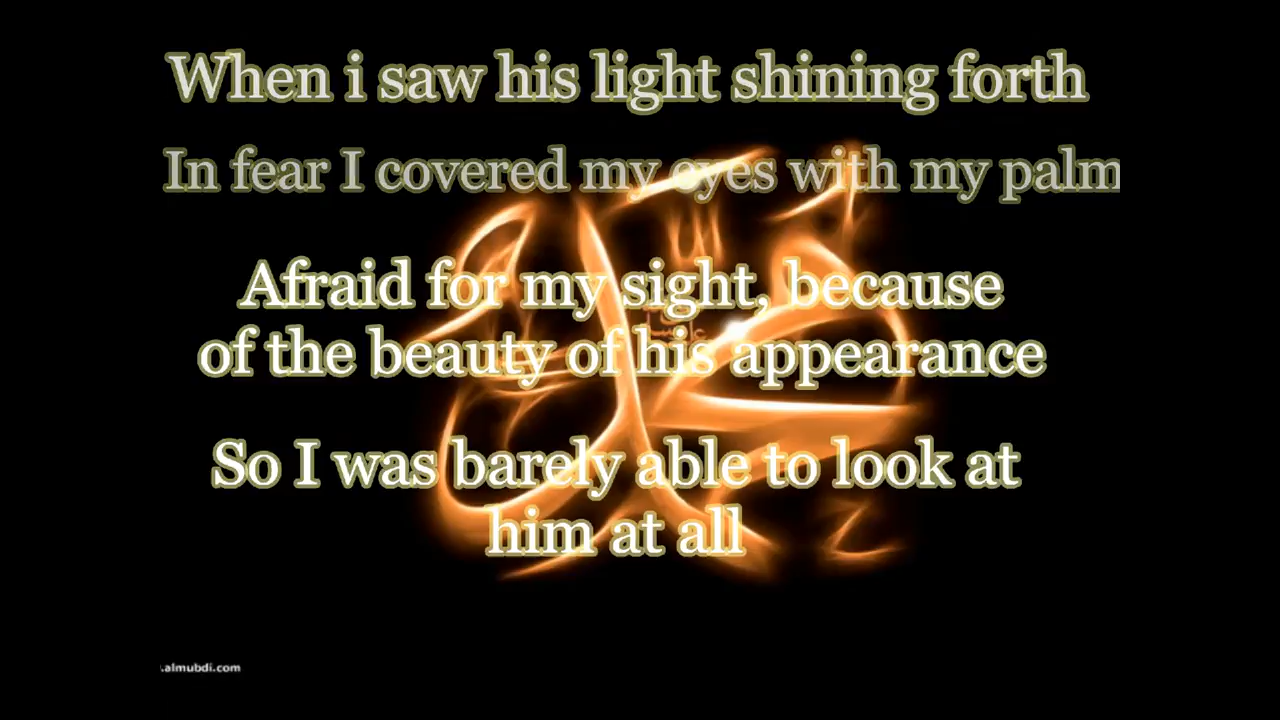 When i saw his light shining forth
In fear I covered my eyes with my palm
Afraid for my sight, because
of the beauty of his appearance
So I was barely able to look at
him at all
محمد
.almubdi.com